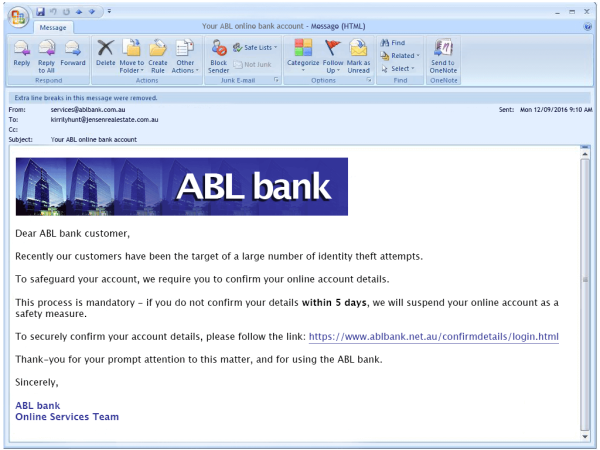 Your ABL online bank account - Message (HTML)
Message
Reply
Reply to All
Forward
Respond
Delete
Move to Folder
Create Rule
Other Actions
Actions
Block Sender
Safe Lists
Not Junk
Junk E-mail
Categorize
Follow Up
Mark as Unread
Options
Find
Related
Select
Find
Send to OneNote
OneNote
Extra line breaks in this message were removed.
From: services@ablbank.com.au Sent: Mon 12/09/2016 9:10 AM
To: kirrilyhunt@jensenrealestate.com.au
Cc:
Subject: Your ABL online bank account
ABL bank
Dear ABL bank customer,
Recently our customers have been the target of a large number of identity theft attempts.
To safeguard your account, we require you to confirm your online account details.
This process is mandatory – if you do not confirm your details within 5 days, we will suspend your online account as a
safety measure.
To securely confirm your account details, please follow the link: https://www.ablbank.net.au/confirmdetails/login.html
Thank-you for your prompt attention to this matter, and for using the ABL bank.
Sincerely,
ABL bank
Online Services Team